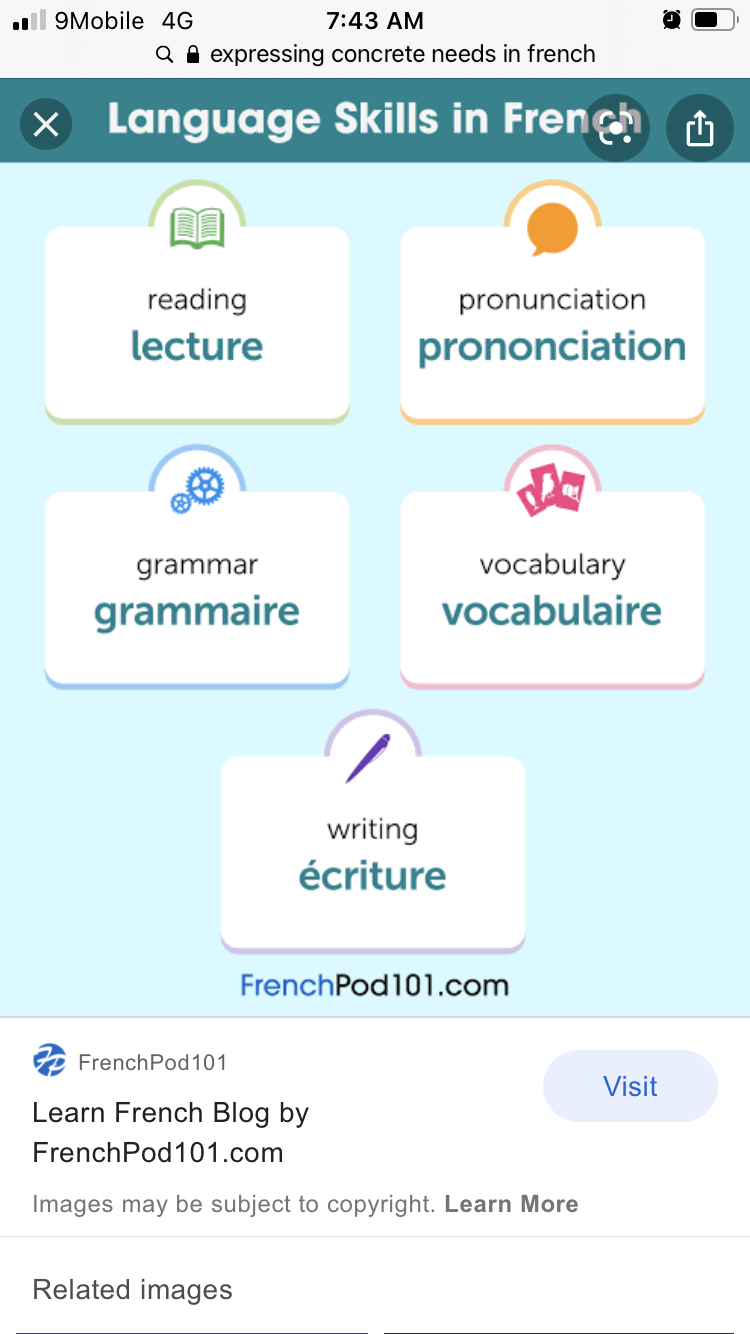 9Mobile 4G 7:43 AM
expressing concrete needs in french
Language Skills in French
reading
lecture
pronunciation
prononciation
grammar
grammaire
vocabulary
vocabulaire
writing
écriture
FrenchPod101.com
FrenchPod101
Visit
Learn French Blog by
FrenchPod101.com
Images may be subject to copyright. Learn More
Related images